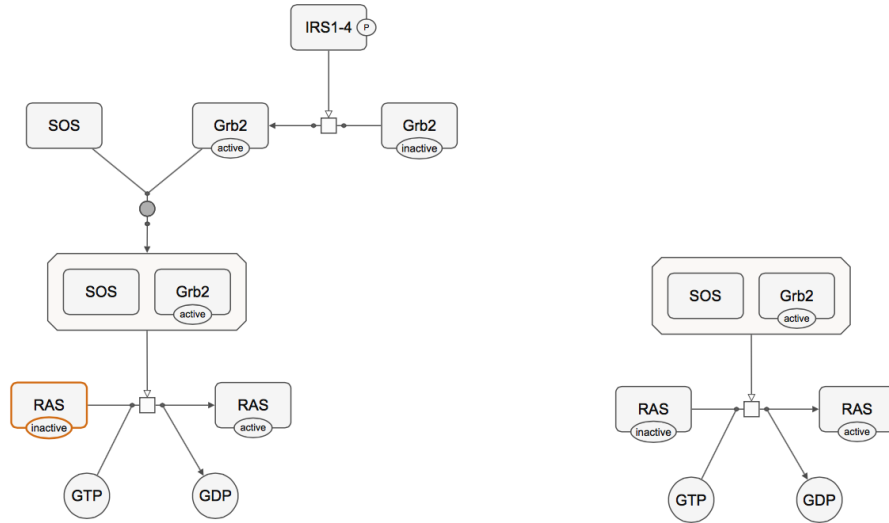 IRS1-4
P
SOS
Grb2
active
Grb2
inactive
SOS
Grb2
active
RAS
inactive
RAS
active
GTP
GDP
SOS
Grb2
active
RAS
inactive
RAS
active
GTP
GDP